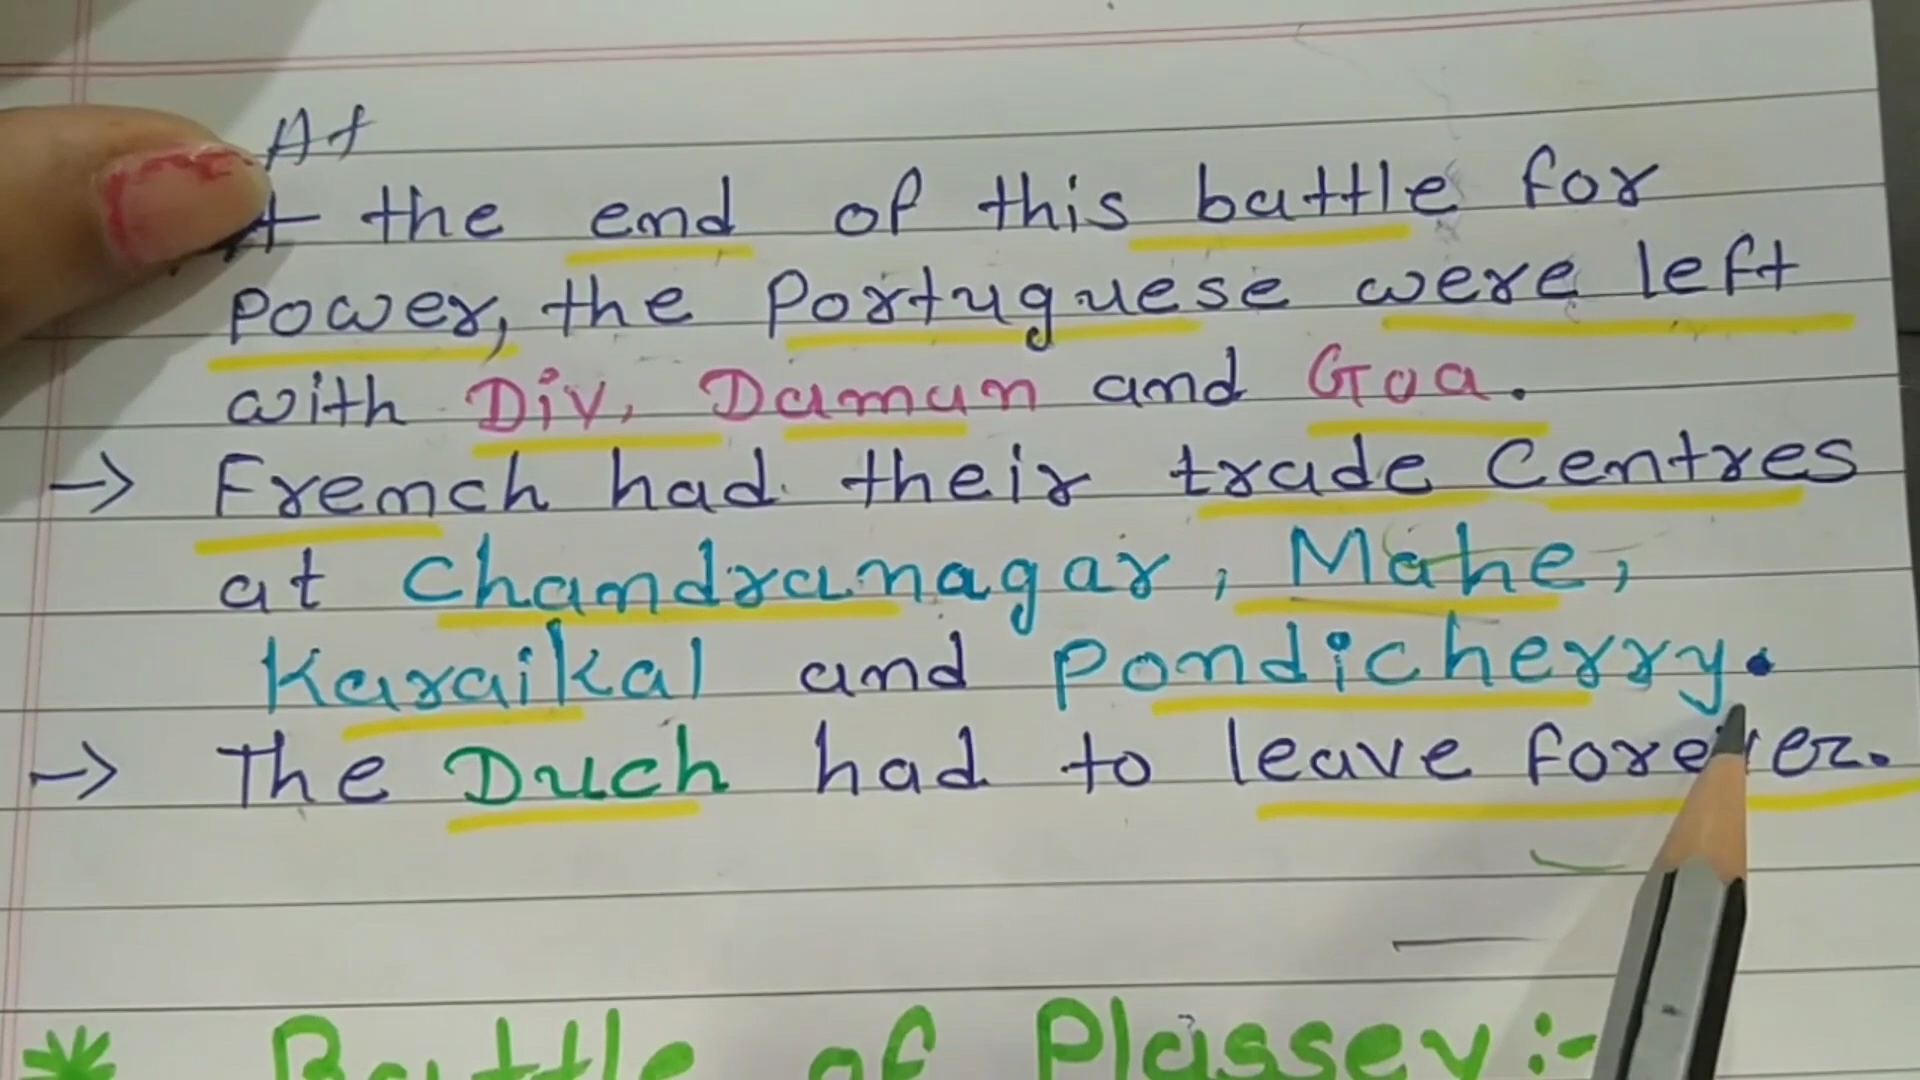 At
At the end of this battle for
Power, the Portuguese were left
with Div, Daman and Goa.
→ French had their trade Centres
at Chandranagar, Mahe,
Karaikal and Pondicherry.
→ The Duch had to leave forever.
* Battle of Plassey :-